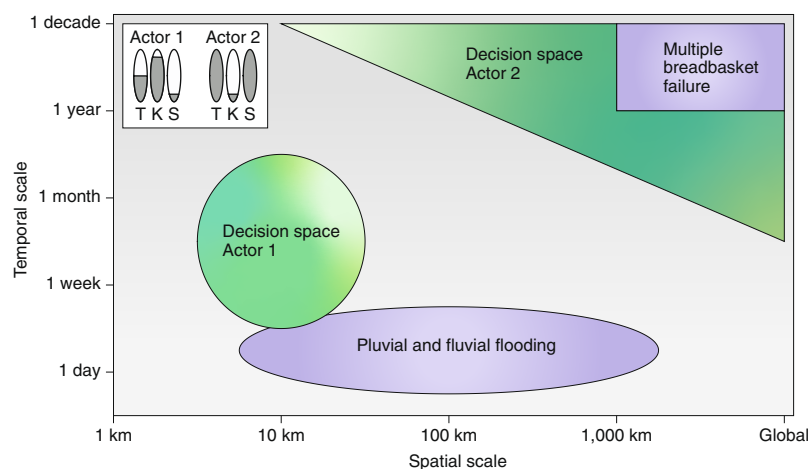 1 decade
Actor 1 Actor 2
T K S T K S
Decision space
Actor 2
Multiple
breadbasket
failure
1 year
Temporal scale
1 month
Decision space
Actor 1
1 week
Pluvial and fluvial flooding
1 day
1 km 10 km 100 km 1,000 km Global
Spatial scale